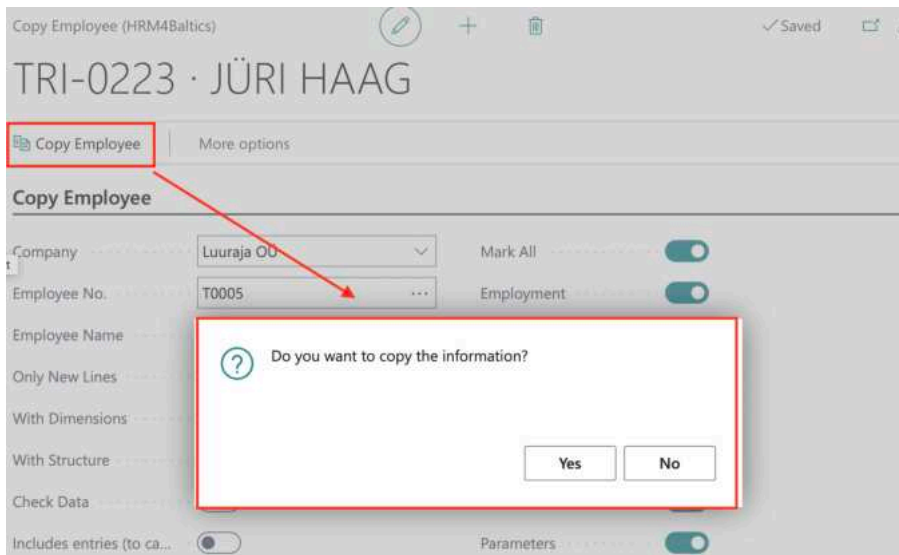 Copy Employee (HRM4Baltics)
Saved
TRI-0223 · JÜRI HAAG
Copy Employee
More options
Copy Employee
Company
Luuraja OÜ
Mark All
Employee No.
T0005
Employment
Employee Name
Only New Lines
With Dimensions
With Structure
Check Data
Includes entries (to ca...
Do you want to copy the information?
Yes
No
Parameters